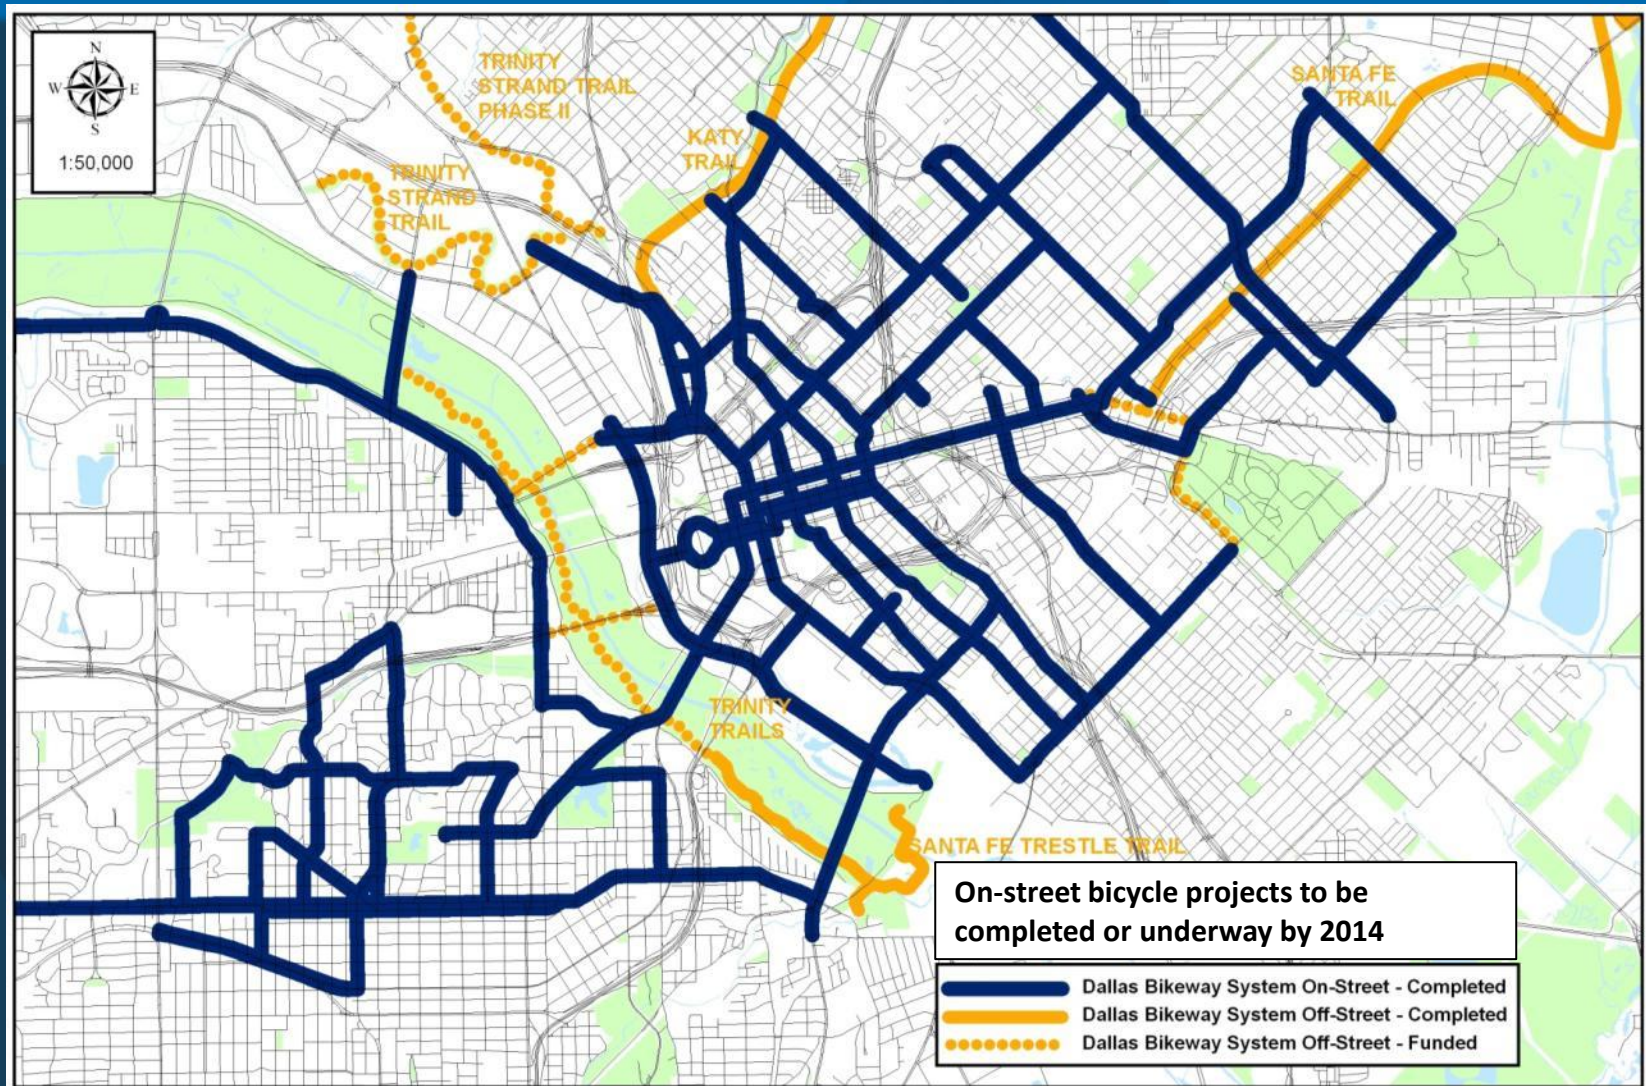 N
W
E
S
1:50,000
TRINITY
STRAND TRAIL
PHASE II
TRINITY
STRAND
TRAIL
KATY
TRAIL
SANTA FE
TRAIL
TRINITY
TRAILS
SANTA FE TRESTLE TRAIL
On-street bicycle projects to be
completed or underway by 2014
Dallas Bikeway System On-Street - Completed
Dallas Bikeway System Off-Street - Completed
Dallas Bikeway System Off-Street - Funded